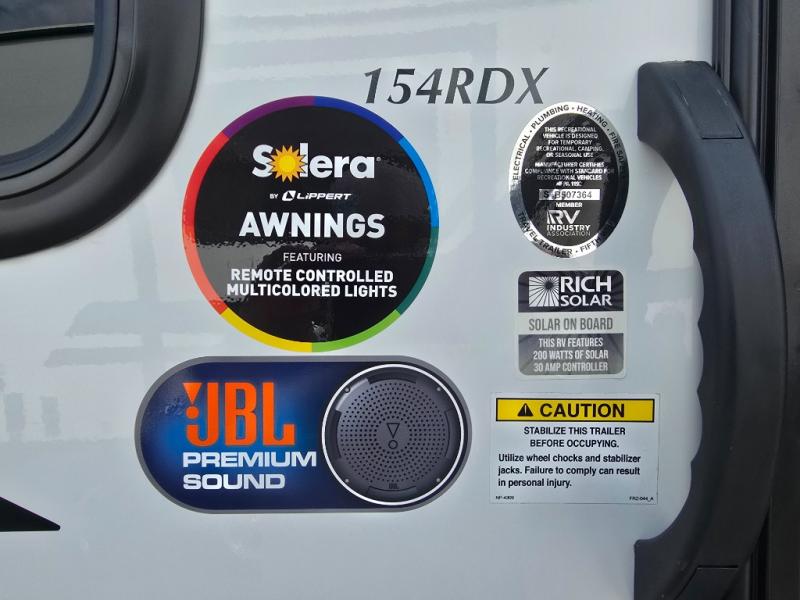 154RDX
Solera
BY LIPPERT
AWNINGS
FEATURING
REMOTE CONTROLLED
MULTICOLORED LIGHTS
JBL
PREMIUM
SOUND
JBL
ELECTRICAL • PLUMBING • HEATING • FIRE
THIS RECREATIONAL
VEHICLE IS DESIGNED
FOR TEMPORARY
RECREATIONAL, CAMPING,
OR SEASONAL USE
MANUFACTURER CERTIFIES
COMPLIANCE WITH STANDARD FOR
RECREATIONAL VEHICLES
MEMBER
RV
INDUSTRY
ASSOCIATION
TRAVEL TRAILER • FIFTH
RICH
SOLAR
SOLAR ON BOARD
THIS RV FEATURES
200 WATTS OF SOLAR
30 AMP CONTROLLER
CAUTION
STABILIZE THIS TRAILER
BEFORE OCCUPYING.
Utilize wheel chocks and stabilizer
jacks. Failure to comply can result
in personal injury.